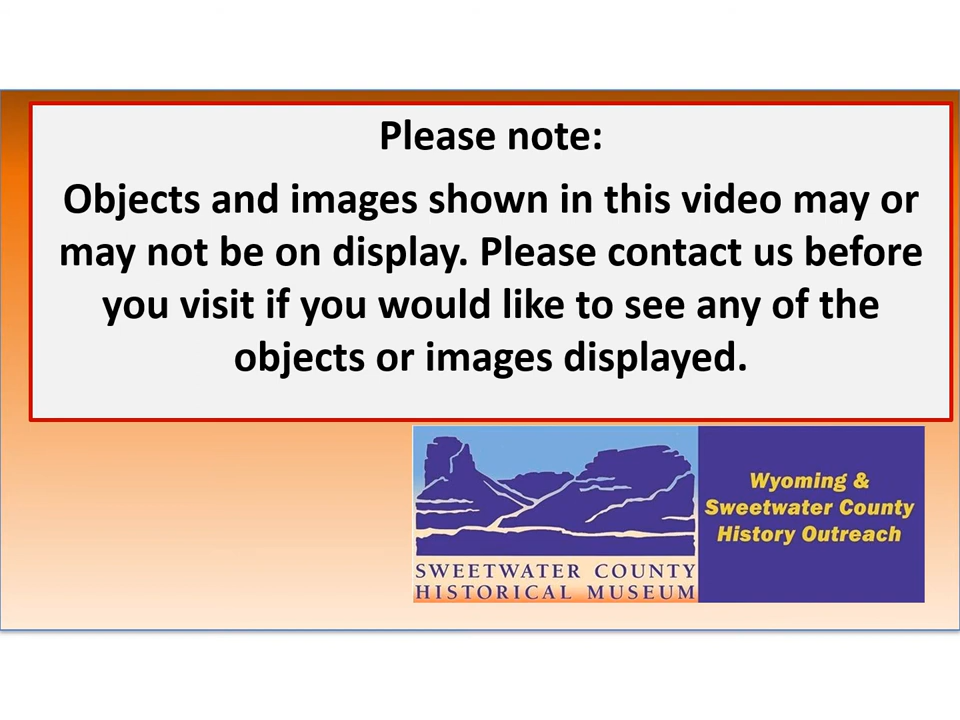 Please note:
Objects and images shown in this video may or
may not be on display. Please contact us before
you visit if you would like to see any of the
objects or images displayed.
Wyoming &
Sweetwater County
History Outreach
SWEETWATER COUNTY
HISTORICAL MUSEUM